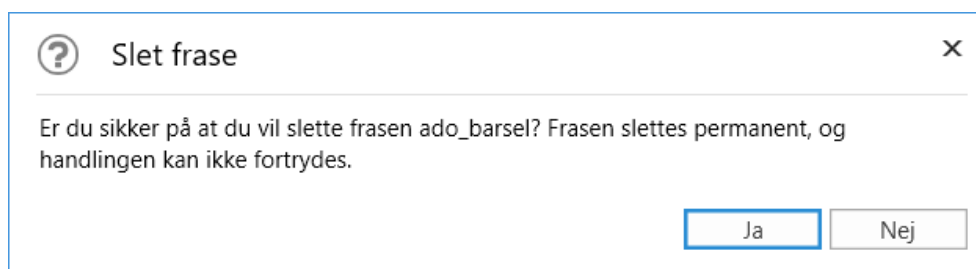 Slet frase
Er du sikker på at du vil slette frasen ado_barsel? Frasen slettes permanent, og
handlingen kan ikke fortrydes.
Ja Nej